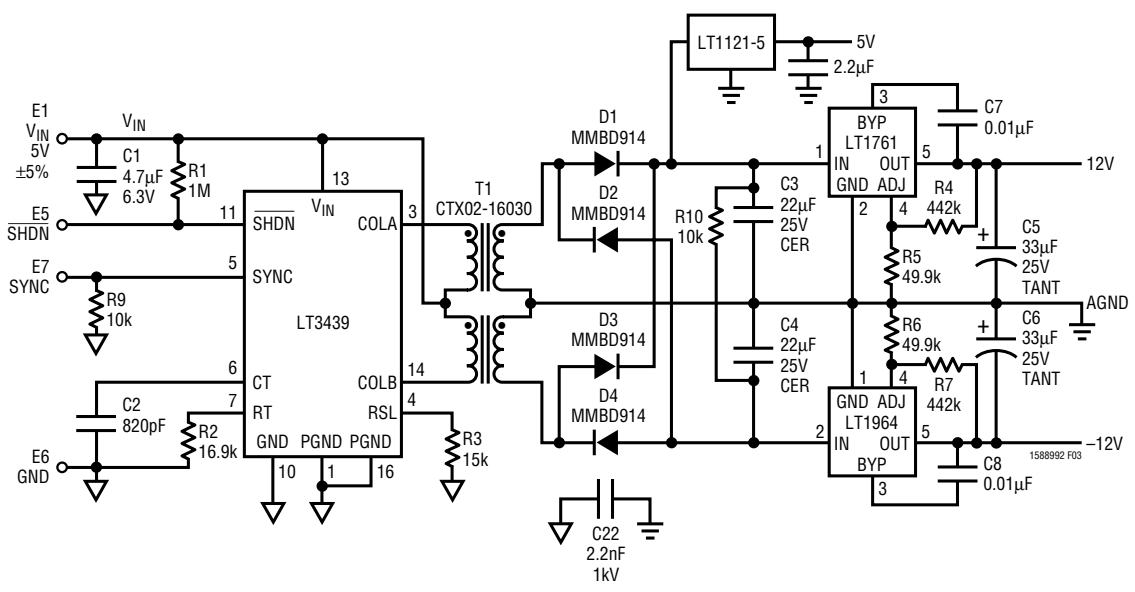 LT1121-5
5V
2.2µF
E1
VIN
5V
±5%
VIN
C1
4.7µF
6.3V
R1
1M
13
VIN
E5
SHDN
11
SHDN
COLA
3
T1
CTX02-16030
D1
MMBD914
D2
MMBD914
R10
10k
C3
22µF
25V
CER
3
BYP
LT1761
1
IN
OUT
5
GND
ADJ
2
4
C7
0.01µF
12V
R4
442k
R5
49.9k
+
C5
33µF
25V
TANT
E7
SYNC
5
SYNC
R9
10k
LT3439
AGND
D3
MMBD914
D4
MMBD914
C4
22µF
25V
CER
R6
49.9k
+
C6
33µF
25V
TANT
R7
442k
6
CT
COLB
14
7
RT
RSL
4
C2
820pF
R2
16.9k
R3
15k
E6
GND
GND
PGND
PGND
10
1
16
1
4
GND
ADJ
LT1964
2
IN
OUT
5
BYP
3
–12V
1588992 F03
C8
0.01µF
C22
2.2nF
1kV